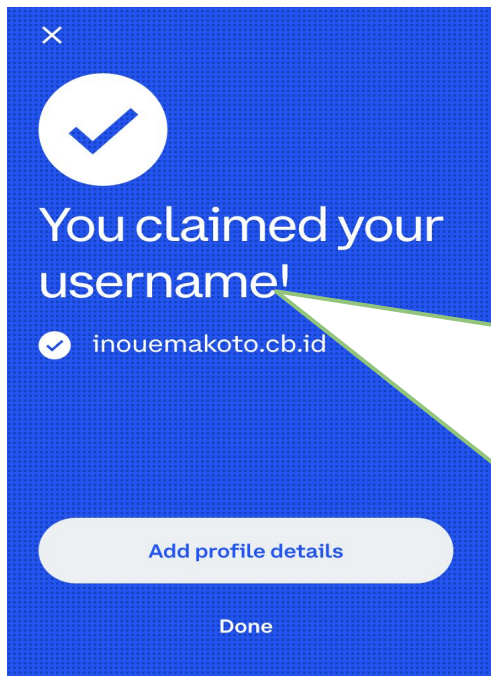 You claimed your
username!
inouemakoto.cb.id
Add profile details
Done